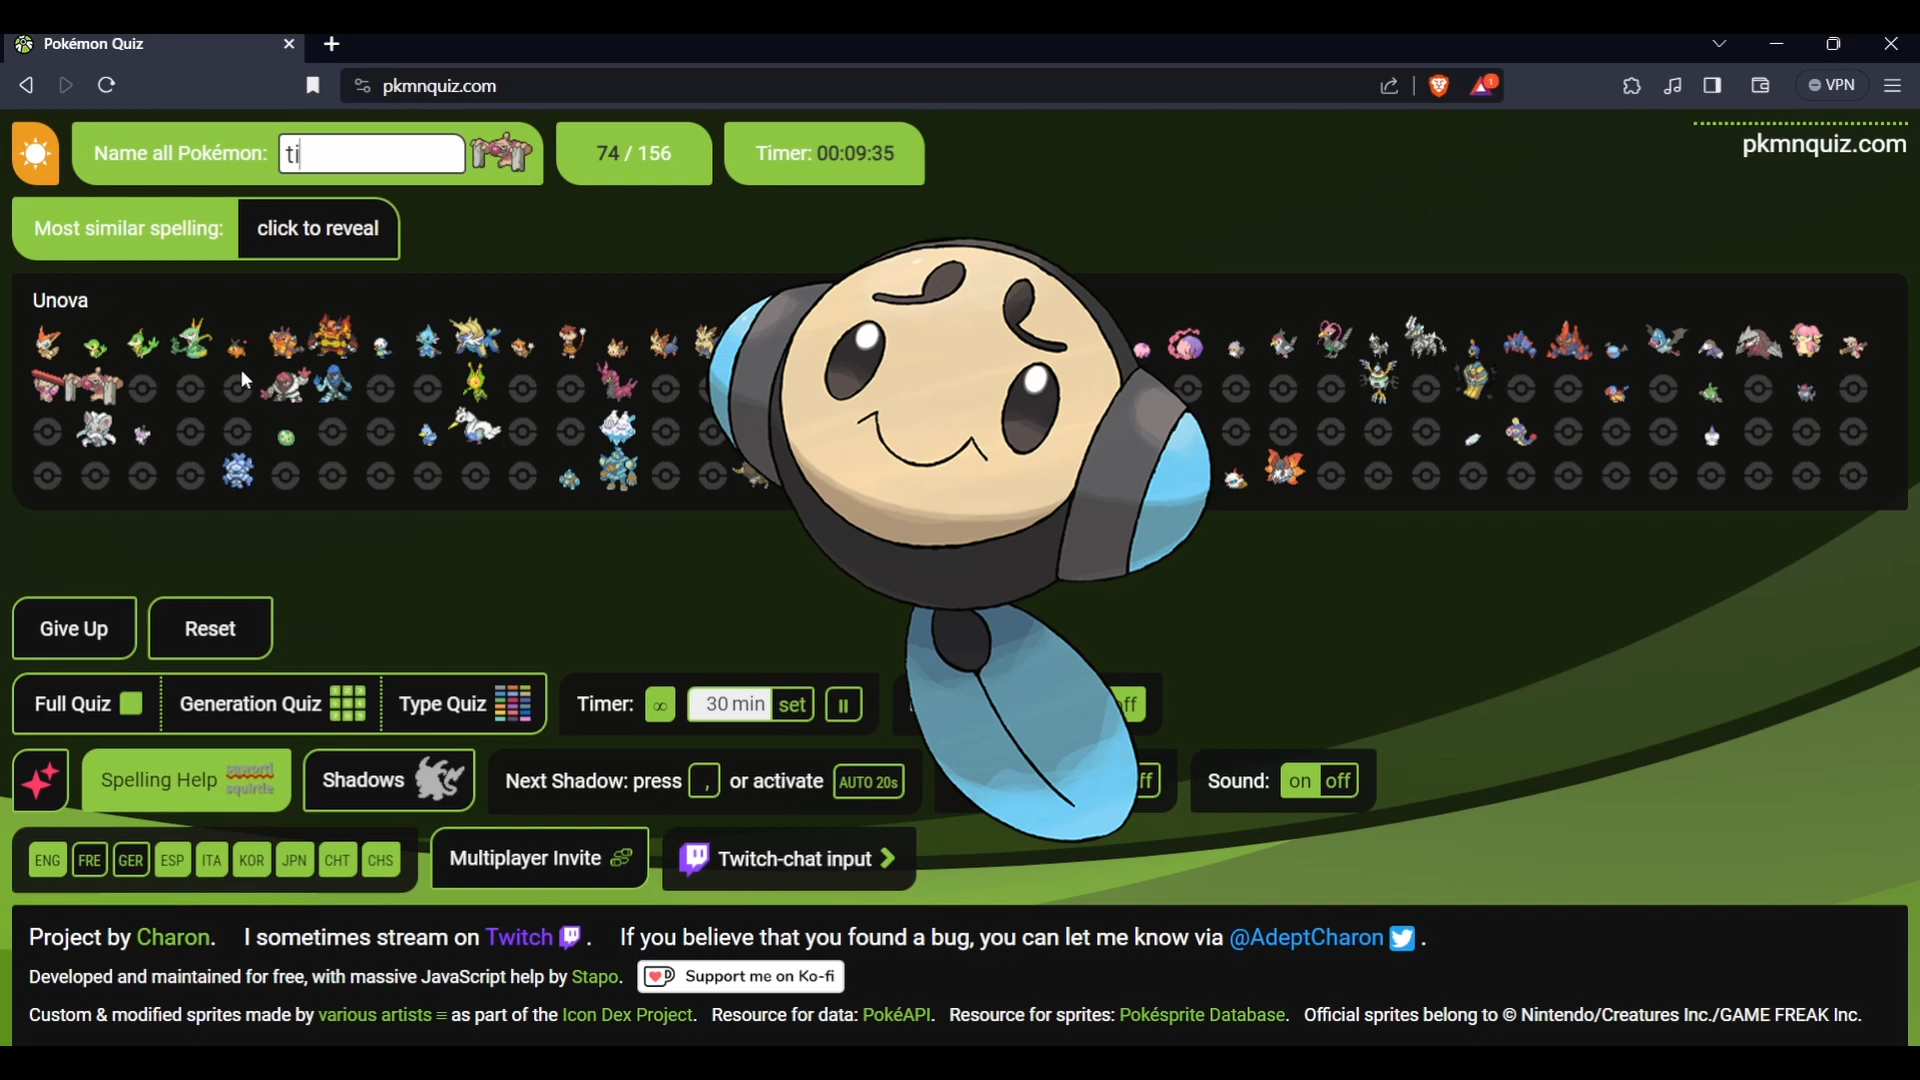 Pokémon Quiz
pkmnquiz.com
1
VPN
Name all Pokémon: ti
74 / 156
Timer: 00:09:35
pkmnquiz.com
Most similar spelling: click to reveal
Unova
Give Up Reset
Full Quiz Generation Quiz Type Quiz Timer: ∞ 30 min set
Spelling Help sqword squirtle Shadows Next Shadow: press , or activate AUTO 20s Sound: on off
ENG FRE GER ESP ITA KOR JPN CHT CHS Multiplayer Invite Twitch-chat input
Project by Charon. I sometimes stream on Twitch. If you believe that you found a bug, you can let me know via @AdeptCharon.
Developed and maintained for free, with massive JavaScript help by Stapo. Support me on Ko-fi
Custom & modified sprites made by various artists ≡ as part of the Icon Dex Project. Resource for data: PokéAPI. Resource for sprites: Pokésprite Database. Official sprites belong to © Nintendo/Creatures Inc./GAME FREAK Inc.